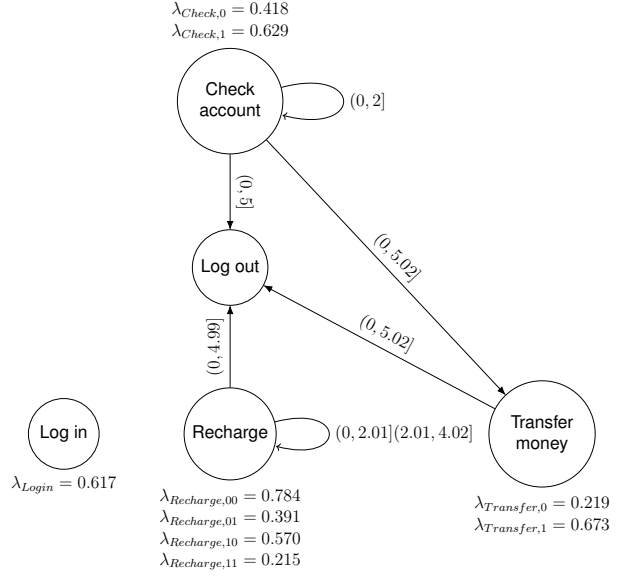 λ_{Check,0} = 0.418
λ_{Check,1} = 0.629
Check
account
(0, 2]
(0, 5]
(0, 5.02]
Log out
(0, 5.02]
(0, 4.99]
Log in
λ_{Login} = 0.617
Recharge
(0, 2.01](2.01, 4.02]
λ_{Recharge,00} = 0.784
λ_{Recharge,01} = 0.391
λ_{Recharge,10} = 0.570
λ_{Recharge,11} = 0.215
Transfer
money
λ_{Transfer,0} = 0.219
λ_{Transfer,1} = 0.673